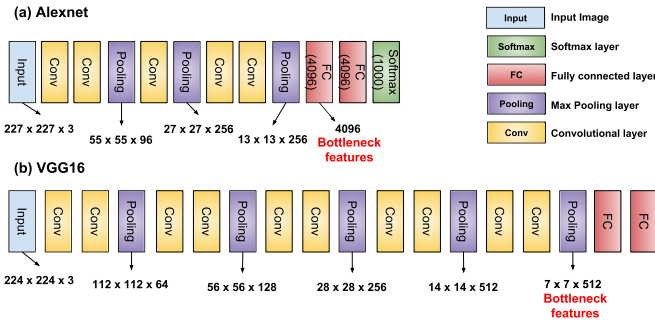 (a) Alexnet
Input
Conv
Conv
Pooling
Conv
Pooling
Conv
Conv
Pooling
FC
(4096)
FC
(4096)
Softmax
(1000)
227 x 227 x 3
55 x 55 x 96
27 x 27 x 256
13 x 13 x 256
4096
Bottleneck
features
Input
Input Image
Softmax
Softmax layer
FC
Fully connected layer
Pooling
Max Pooling layer
Conv
Convolutional layer
(b) VGG16
Input
Conv
Conv
Pooling
Conv
Conv
Pooling
Conv
Conv
Pooling
Conv
Conv
Conv
Pooling
Conv
Conv
Pooling
FC
FC
224 x 224 x 3
112 x 112 x 64
56 x 56 x 128
28 x 28 x 256
14 x 14 x 512
7 x 7 x 512
Bottleneck
features